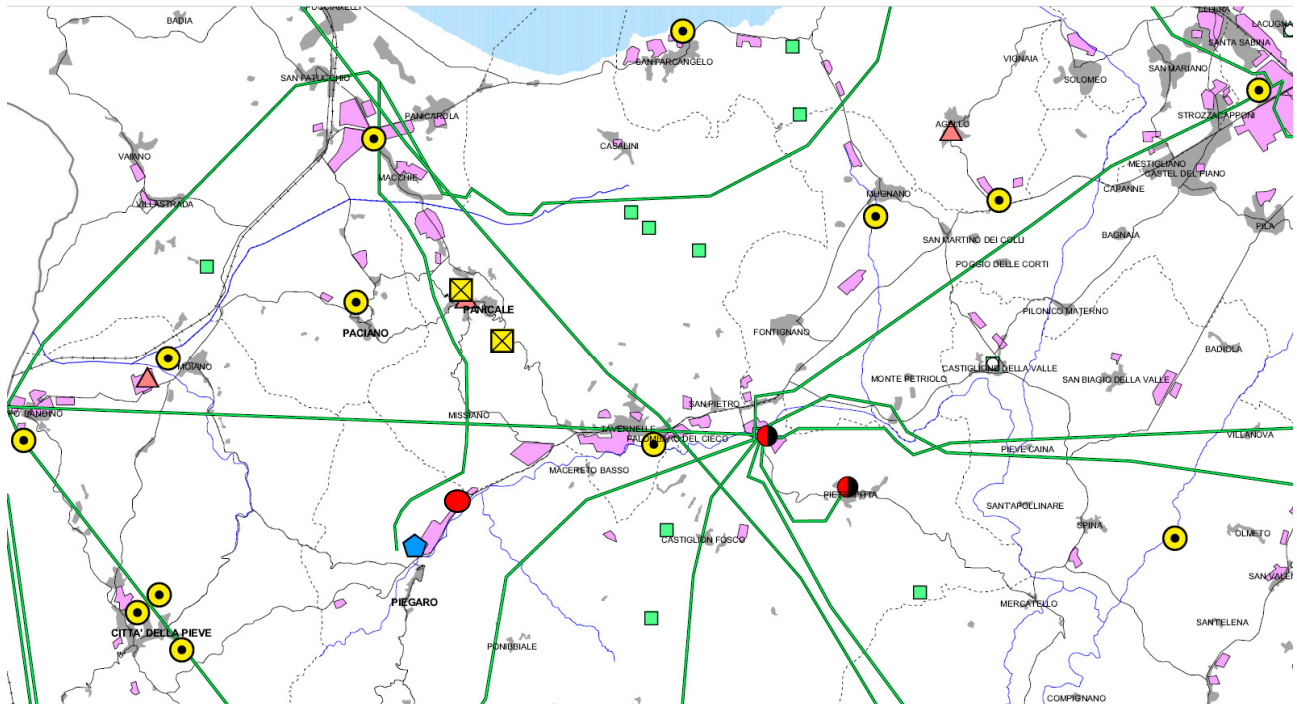 BADIA
ELLERA
LACUGNA
SANTA SABINA
VIGNAIA
SAN FATUCCHIO
SANT'ARCANGELO
SOLOMEO
SAN MARIANO
PANICAROLA
AGELLO
STROZZACAPPONI
CASALINI
VAIANO
MACCHIE
MESTIGLIANO
CASTEL DEL PIANO
CAPANNE
MUGNANO
VILLASTRADA
PILA
SAN MARTINO DEI COLLI
BAGNAIA
POGGIO DELLE CORTI
PANICALE
PILONICO MATERNO
PACIANO
FONTIGNANO
BADIOLA
MOIANO
CASTIGLIONE DELLA VALLE
SAN BIAGIO DELLA VALLE
MONTE PETRIOLO
SAN PIETRO
PO' BANDINO
MISSIANO
TAVERNELLE
PALOMBARO DEL CIECO
VILLANOVA
PIEVE CAINA
MACERETO BASSO
PIETRAFITTA
SANT'APOLLINARE
SPINA
OLMETO
CASTIGLION FOSCO
SAN VALEN
PIEGARO
MERCATELLO
SANTELENA
CITTA' DELLA PIEVE
PONIBBIALE
COMPIGNANO